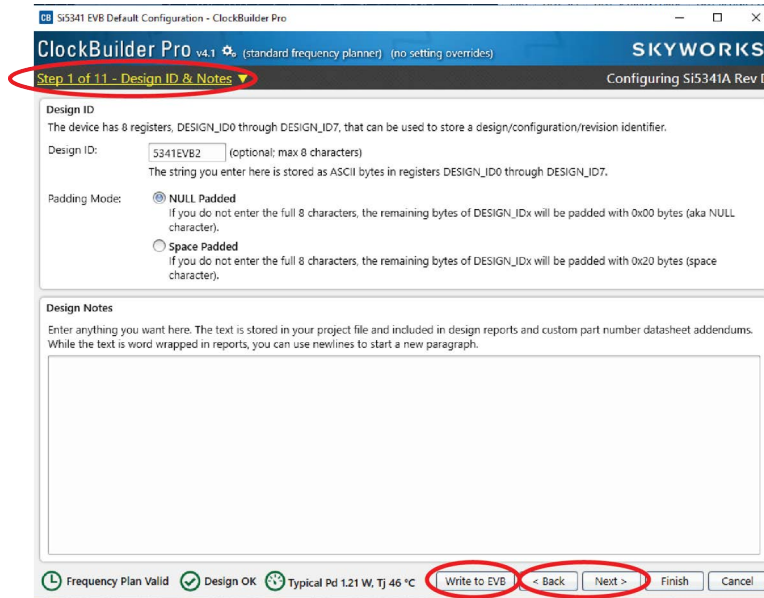 CB Si5341 EVB Default Configuration - ClockBuilder Pro
ClockBuilder Pro v4.1 (standard frequency planner) (no setting overrides) SKYWORKS
Step 1 of 11 - Design ID & Notes ▼ Configuring Si5341A Rev D
Design ID
The device has 8 registers, DESIGN_ID0 through DESIGN_ID7, that can be used to store a design/configuration/revision identifier.
Design ID: 5341EVB2 (optional; max 8 characters)
The string you enter here is stored as ASCII bytes in registers DESIGN_ID0 through DESIGN_ID7.
Padding Mode: NULL Padded
If you do not enter the full 8 characters, the remaining bytes of DESIGN_IDx will be padded with 0x00 bytes (aka NULL
character).
Space Padded
If you do not enter the full 8 characters, the remaining bytes of DESIGN_IDx will be padded with 0x20 bytes (space
character).
Design Notes
Enter anything you want here. The text is stored in your project file and included in design reports and custom part number datasheet addendums.
While the text is word wrapped in reports, you can use newlines to start a new paragraph.
Frequency Plan Valid Design OK Typical Pd 1.21 W, Tj 46 °C Write to EVB < Back Next > Finish Cancel